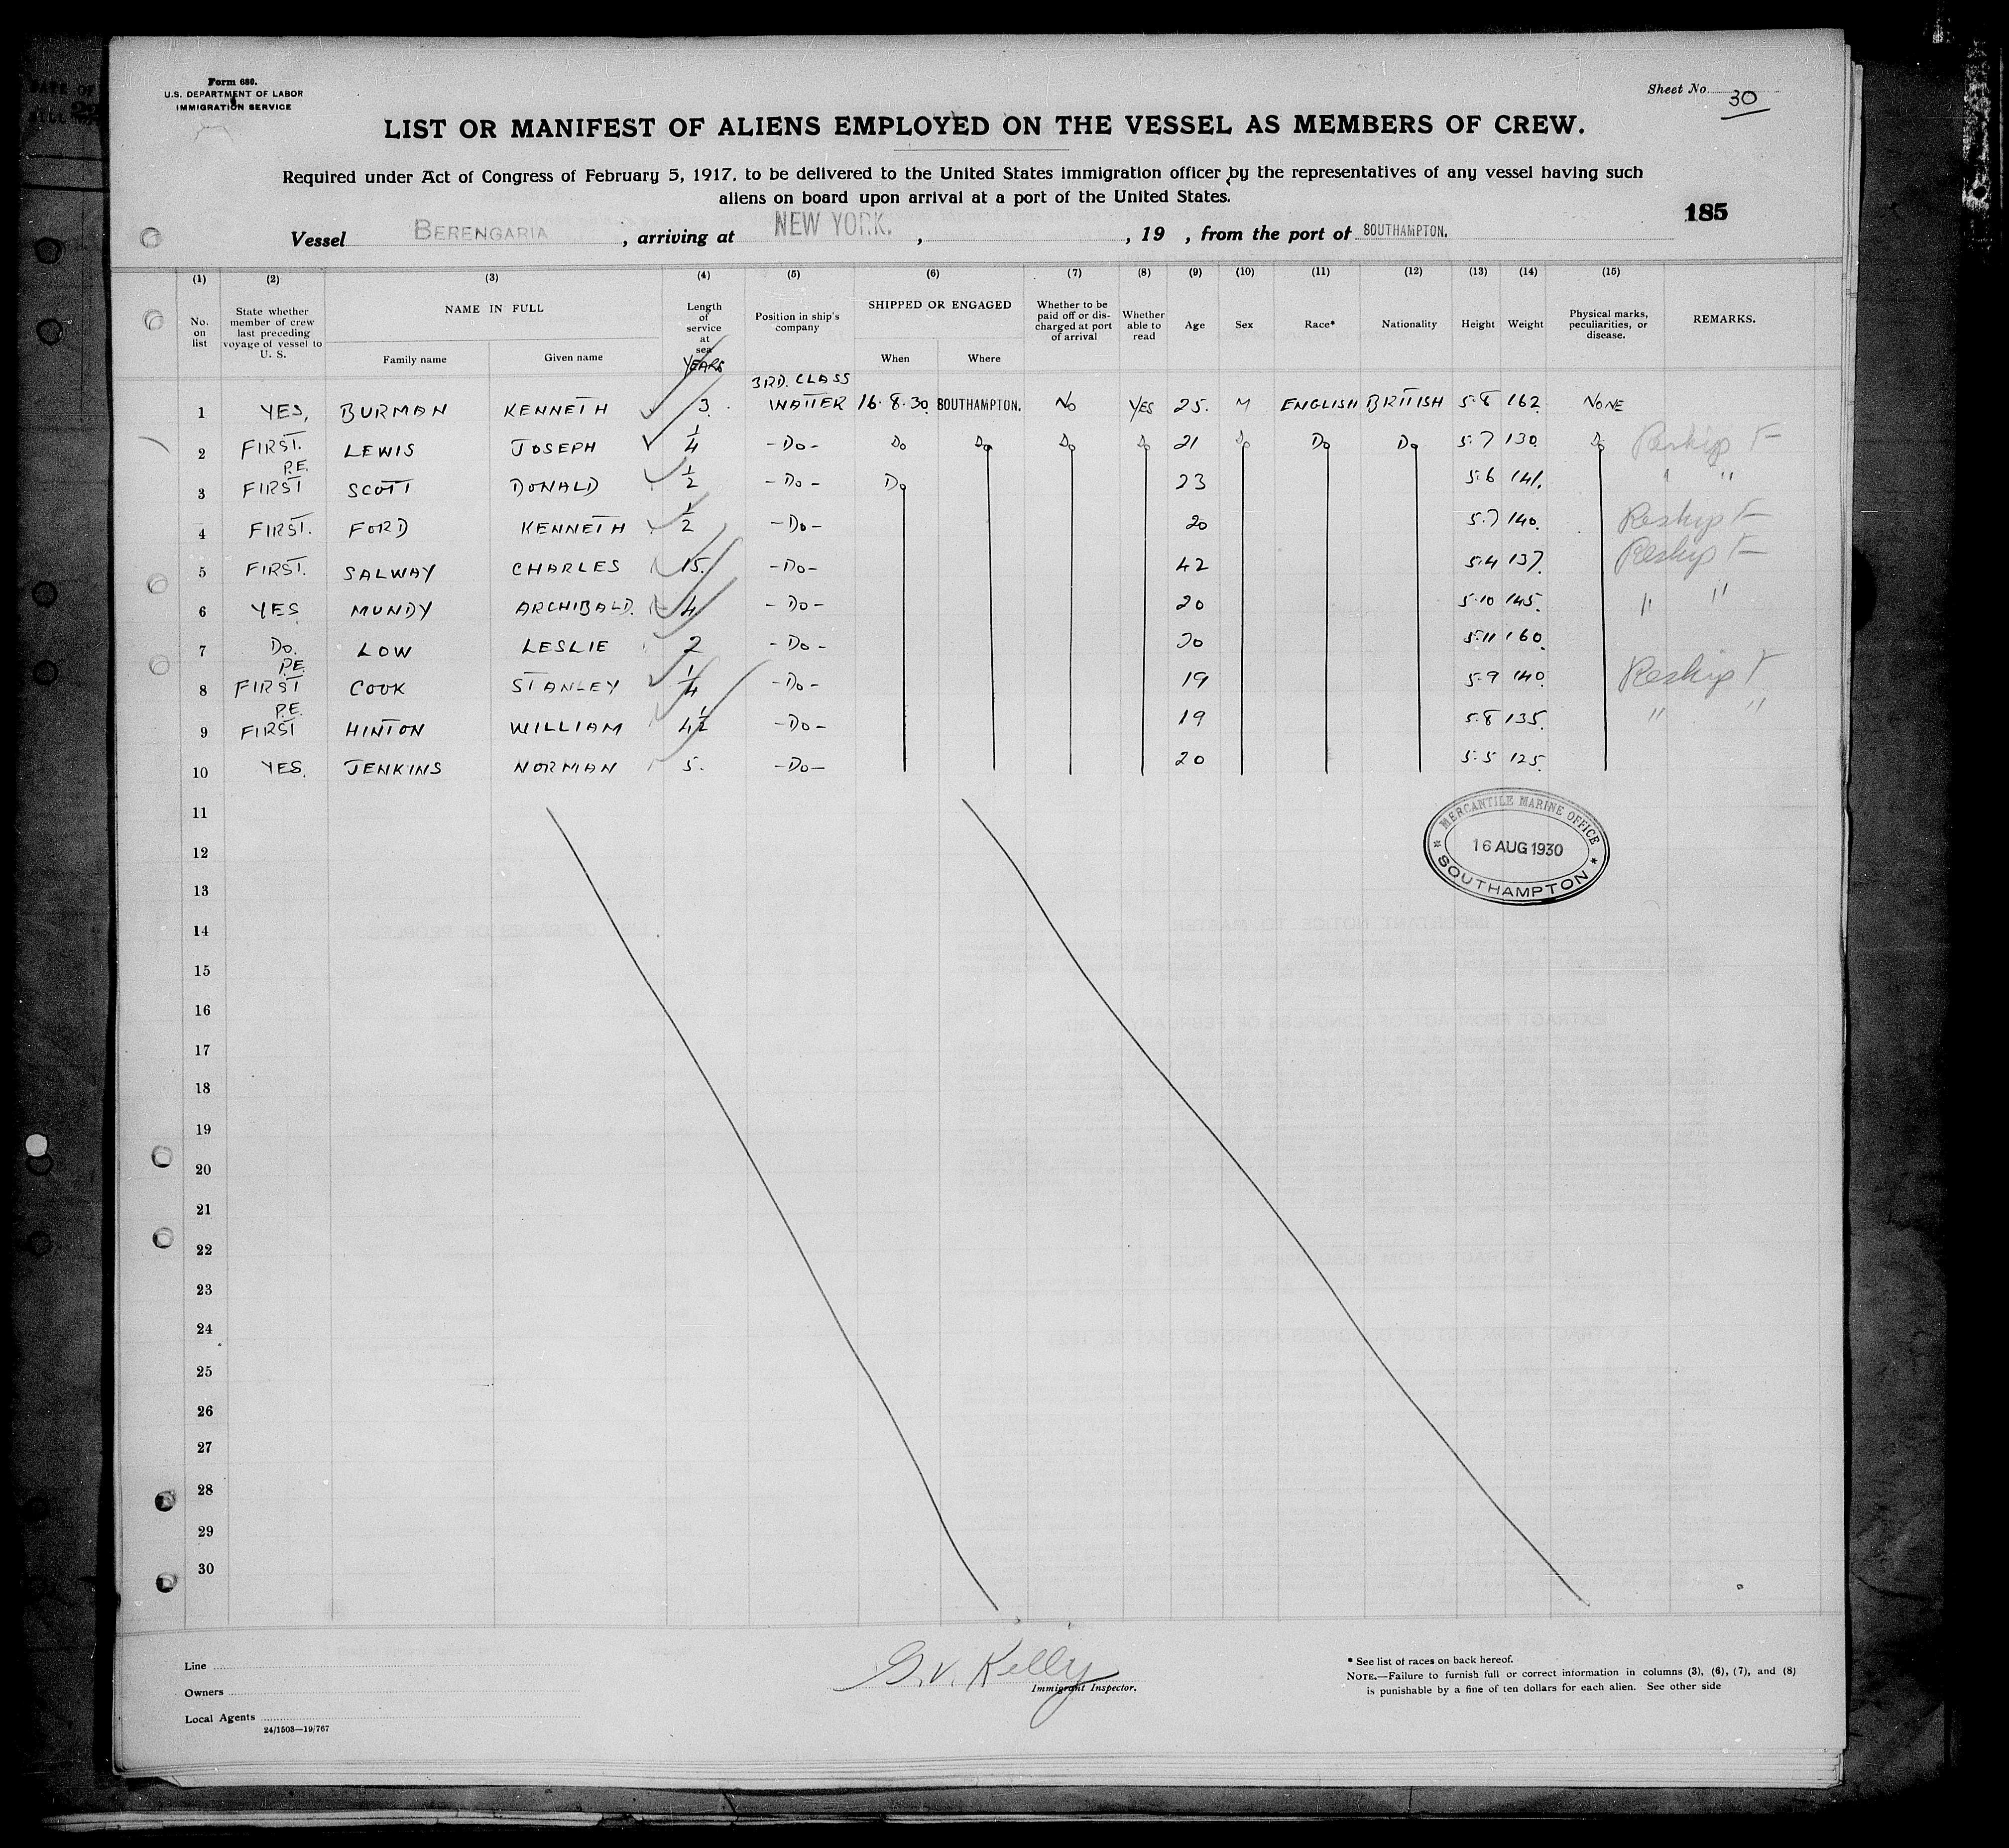 Form 680.
U.S. DEPARTMENT OF LABOR
IMMIGRATION SERVICE
Sheet No. 30
LIST OR MANIFEST OF ALIENS EMPLOYED ON THE VESSEL AS MEMBERS OF CREW.
Required under Act of Congress of February 5, 1917, to be delivered to the United States immigration officer by the representatives of any vessel having such
aliens on board upon arrival at a port of the United States.
185
Vessel BERENGARIA, arriving at NEW YORK. , , 19 , from the port of SOUTHAMPTON.
(1) (2) (3) (4) (5) (6) (7) (8) (9) (10) (11) (12) (13) (14) (15)
No. on list State whether member of crew last preceding voyage of vessel to U. S. NAME IN FULL Family name Given name Length of service at sea YEARS Position in ship's company SHIPPED OR ENGAGED When Where Whether to be paid off or discharged at port of arrival Whether able to read Age Sex Race* Nationality Height Weight Physical marks, peculiarities, or disease. REMARKS.
3RD. CLASS
1 YES, BURMAN KENNETH 3. WAITER 16.8.30 SOUTHAMPTON. NO YES 25. M ENGLISH BRITISH 5.8 162 NONE
2 FIRST. LEWIS JOSEPH 1/4 -DO- DO DO DO DO 21 DO DO DO 5.7 130. DO Reship F
P.E.
3 FIRST SCOTT DONALD 1/2 -DO- DO 23 5.6 141. " "
4 FIRST. FORD KENNETH 1/2 -DO- 20 5.7 140. Reship F
5 FIRST. SALWAY CHARLES 15. -DO- 42 5.4 137. Reship F
6 YES MUNDY ARCHIBALD. 4 -DO- 20 5.10 145. " "
7 DO. LOW LESLIE 2 -DO- 5.11 160.
P.E.
8 FIRST COOK STANLEY 1/4 -DO- 19 5.9 140. Reship F
P.E.
9 FIRST HINTON WILLIAM 4 1/2 -DO- 19 5.8 135. " "
10 YES. JENKINS NORMAN 5. -DO- 20 5.5 125.
11
12
13
14
15
16
17
18
19
20
21
22
23
24
25
26
27
28
29
30
MERCANTILE MARINE OFFICE
16 AUG 1930
SOUTHAMPTON
Line
Owners
Local Agents
24/1503—19/767
G. V. Kelly
Immigrant Inspector.
* See list of races on back hereof.
NOTE.—Failure to furnish full or correct information in columns (3), (6), (7), and (8)
is punishable by a fine of ten dollars for each alien. See other side